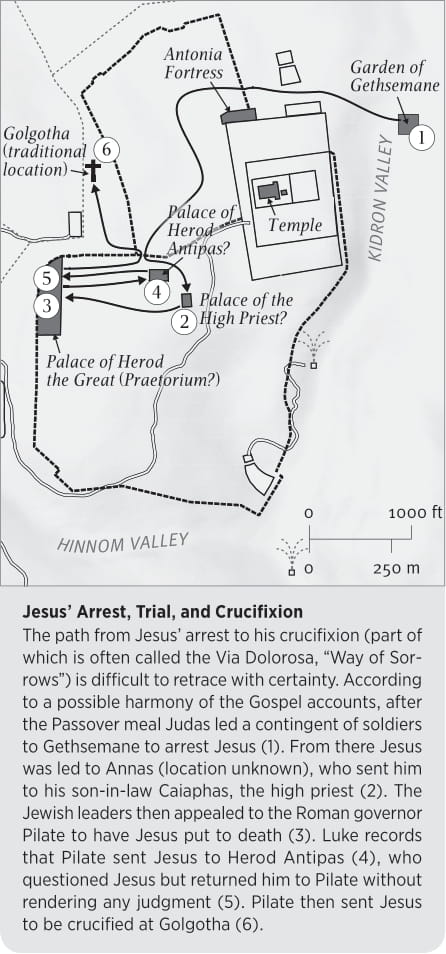 Antonia
Fortress
Garden of
Gethsemane
1
Golgotha
(traditional
location)
6
KIDRON VALLEY
Palace of
Herod
Antipas?
Temple
5
4
3
Palace of the
High Priest?
2
Palace of Herod
the Great (Praetorium?)
0
1000 ft
HINNOM VALLEY
0
250 m
Jesus’ Arrest, Trial, and Crucifixion
The path from Jesus’ arrest to his crucifixion (part of
which is often called the Via Dolorosa, “Way of Sor-
rows”) is difficult to retrace with certainty. According
to a possible harmony of the Gospel accounts, after
the Passover meal Judas led a contingent of soldiers
to Gethsemane to arrest Jesus (1). From there Jesus
was led to Annas (location unknown), who sent him
to his son-in-law Caiaphas, the high priest (2). The
Jewish leaders then appealed to the Roman governor
Pilate to have Jesus put to death (3). Luke records
that Pilate sent Jesus to Herod Antipas (4), who
questioned Jesus but returned him to Pilate without
rendering any judgment (5). Pilate then sent Jesus
to be crucified at Golgotha (6).